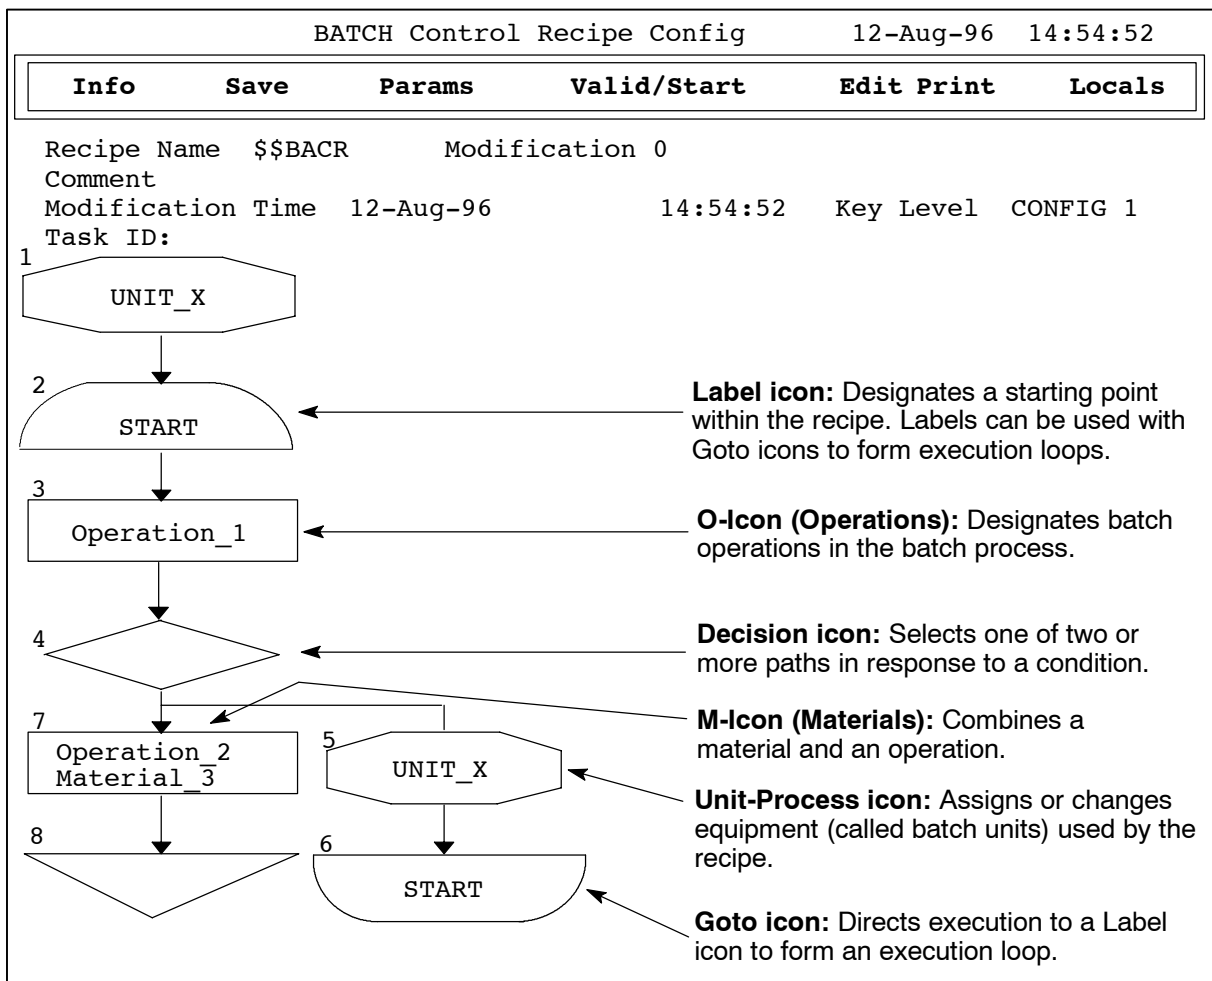 BATCH Control Recipe Config 12-Aug-96 14:54:52
Info Save Params Valid/Start Edit Print Locals
Recipe Name $$BACR Modification 0
Comment
Modification Time 12-Aug-96 14:54:52 Key Level CONFIG 1
Task ID:
1
UNIT_X
2
START
Label icon: Designates a starting point
within the recipe. Labels can be used with
Goto icons to form execution loops.
3
Operation_1
O-Icon (Operations): Designates batch
operations in the batch process.
4
Decision icon: Selects one of two or
more paths in response to a condition.
7
Operation_2
Material_3
M-Icon (Materials): Combines a
material and an operation.
5
UNIT_X
Unit-Process icon: Assigns or changes
equipment (called batch units) used by the
recipe.
8
6
START
Goto icon: Directs execution to a Label
icon to form an execution loop.